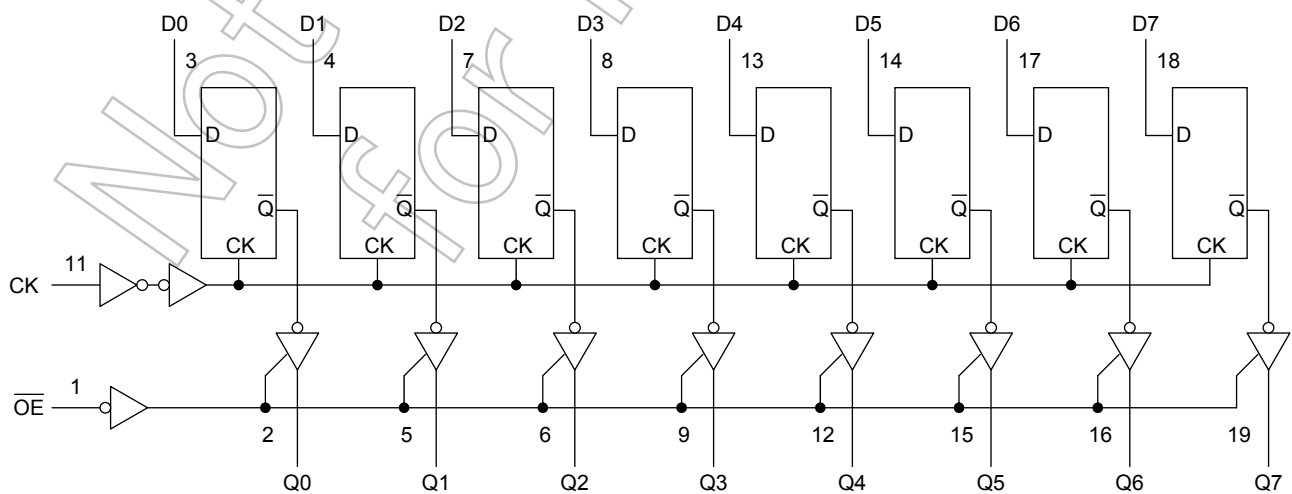 D0 D1 D2 D3 D4 D5 D6 D7
3 4 7 8 13 14 17 18
D D D D D D D D
Q̅ Q̅ Q̅ Q̅ Q̅ Q̅ Q̅ Q̅
CK CK CK CK CK CK CK CK
11
CK
1
O̅E̅
2 5 6 9 12 15 16 19
Q0 Q1 Q2 Q3 Q4 Q5 Q6 Q7
Not
for